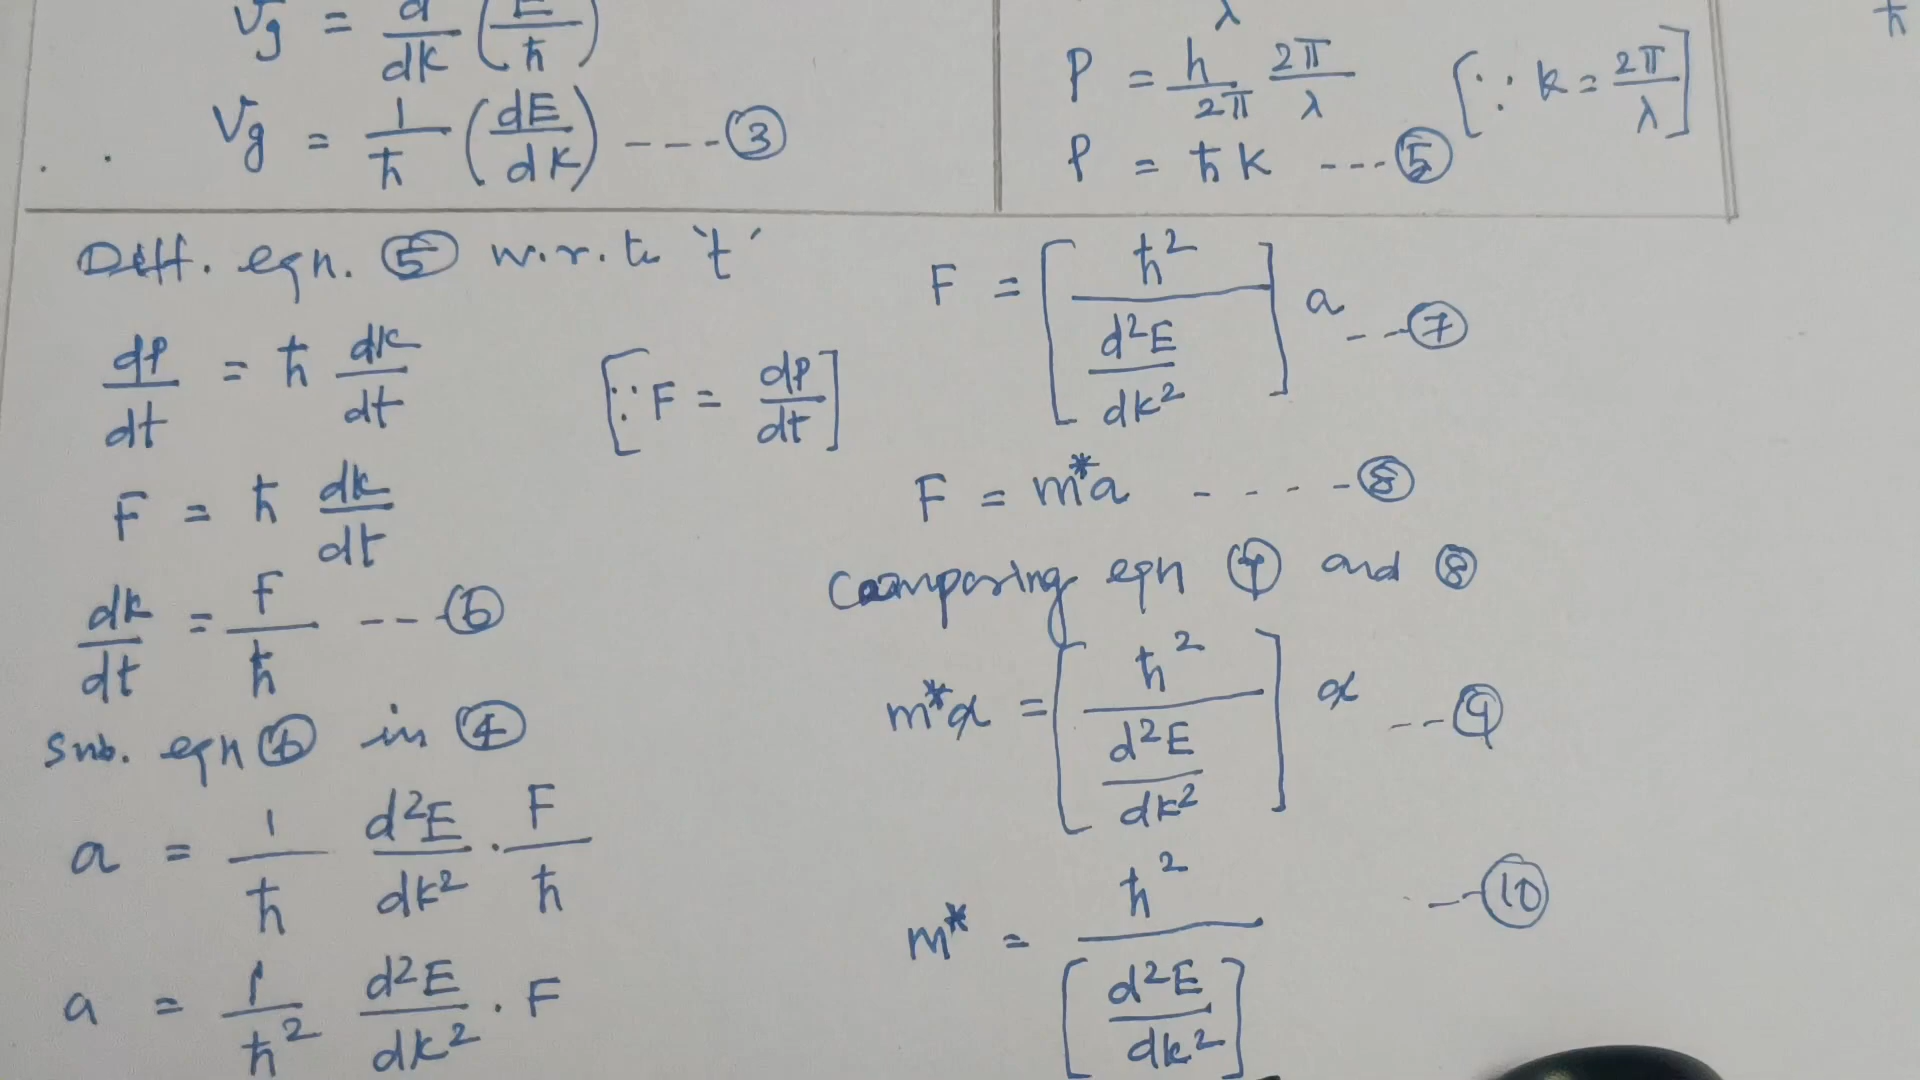 Vg = d/dk (E/ħ)
Vg = 1/ħ (dE/dk) ----③
λ
P = h/2π 2π/λ [∵ k = 2π/λ]
P = ħk ---⑤
ħ
Diff. eqn. ⑤ w.r.to 't'
dp/dt = ħ dk/dt [∵ F = dp/dt]
F = ħ dk/dt
dk/dt = F/ħ ---⑥
Sub. eqn ⑥ in ④
a = 1/ħ d²E/dk² . F/ħ
a = 1/ħ² d²E/dk² . F
F = [ħ²/(d²E/dk²)] a --⑦
F = m*a ----⑧
Comparing eqn ⑦ and ⑧
m*a = [ħ²/(d²E/dk²)] a --⑨
m* = ħ²/[d²E/dk²] --⑩